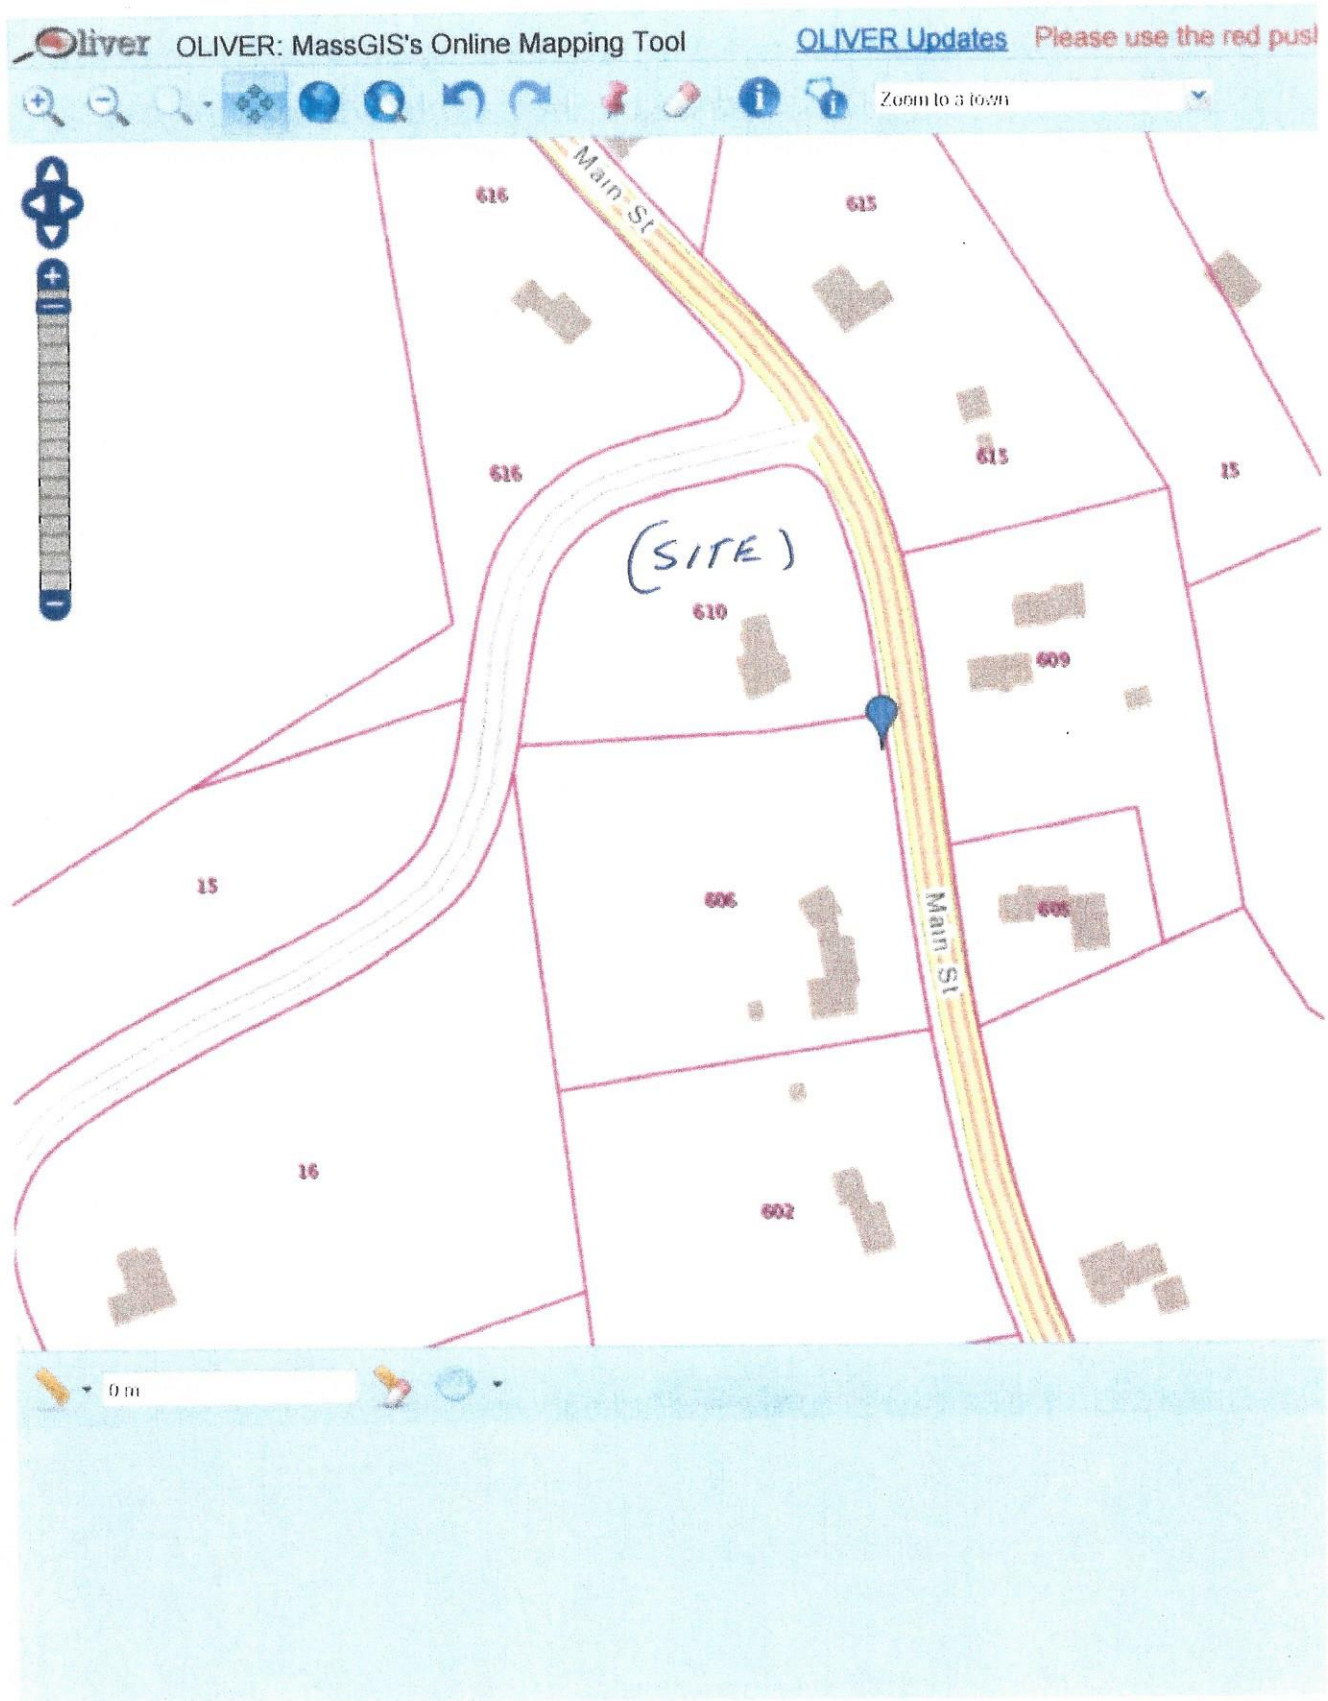 Oliver OLIVER: MassGIS's Online Mapping Tool OLIVER Updates Please use the red pus
Zoom to a town
Main St
616
615
615
616
15
(SITE)
610
609
15
606
605
Main St
16
602
0 m